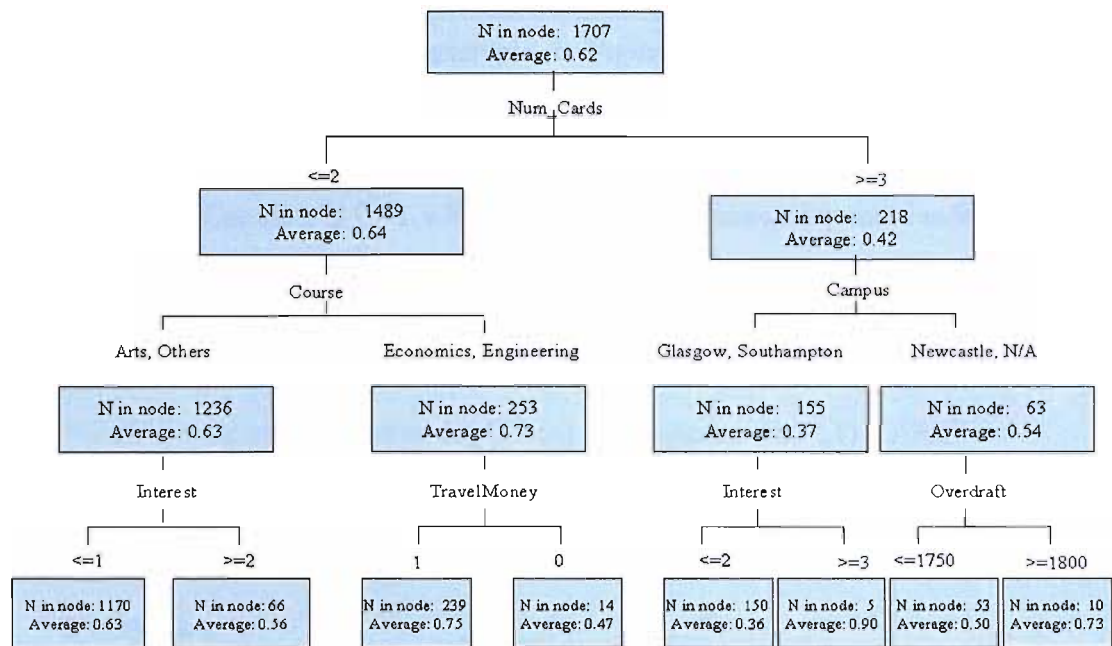 N in node: 1707
Average: 0.62
Num_Cards
<=2
>=3
N in node: 1489
Average: 0.64
N in node: 218
Average: 0.42
Course
Campus
Arts, Others
Economics, Engineering
Glasgow, Southampton
Newcastle, N/A
N in node: 1236
Average: 0.63
N in node: 253
Average: 0.73
N in node: 155
Average: 0.37
N in node: 63
Average: 0.54
Interest
TravelMoney
Interest
Overdraft
<=1
>=2
1
0
<=2
>=3
<=1750
>=1800
N in node: 1170
Average: 0.63
N in node: 66
Average: 0.56
N in node: 239
Average: 0.75
N in node: 14
Average: 0.47
N in node: 150
Average: 0.36
N in node: 5
Average: 0.90
N in node: 53
Average: 0.50
N in node: 10
Average: 0.73